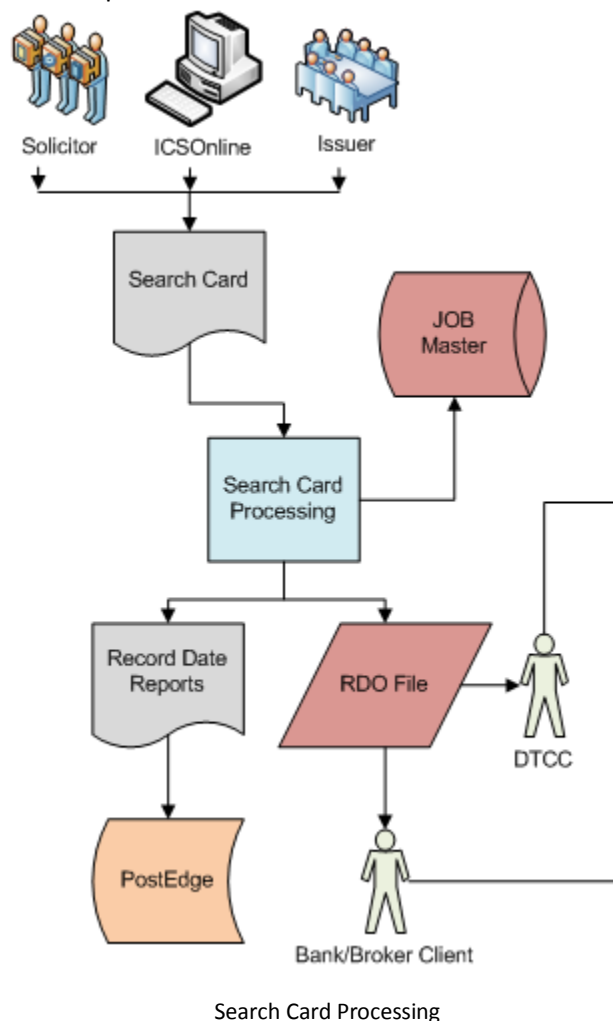 Solicitor
ICSOnline
Issuer
Search Card
JOB
Master
Search Card
Processing
Record Date
Reports
RDO File
DTCC
PostEdge
Bank/Broker Client
Search Card Processing